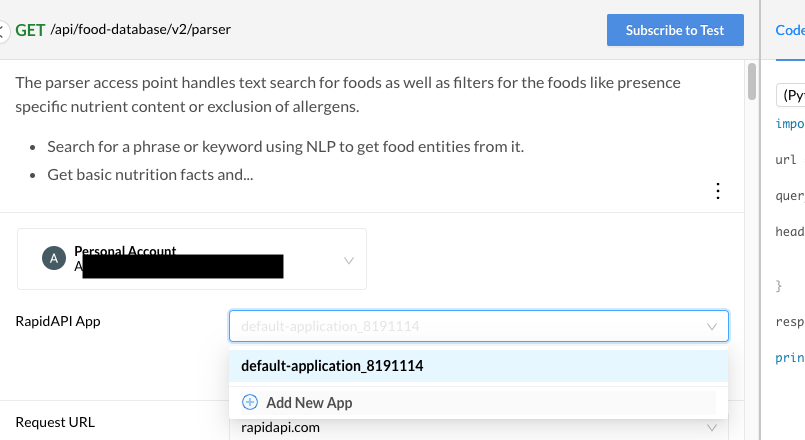 GET /api/food-database/v2/parser
Subscribe to Test
Code
The parser access point handles text search for foods as well as filters for the foods like presence
specific nutrient content or exclusion of allergens.
• Search for a phrase or keyword using NLP to get food entities from it.
• Get basic nutrition facts and...
A
Personal Account
A
RapidAPI App
default-application_8191114
default-application_8191114
Add New App
Request URL
rapidapi.com
(Py
impo
url
quer
head
}
resp
prin